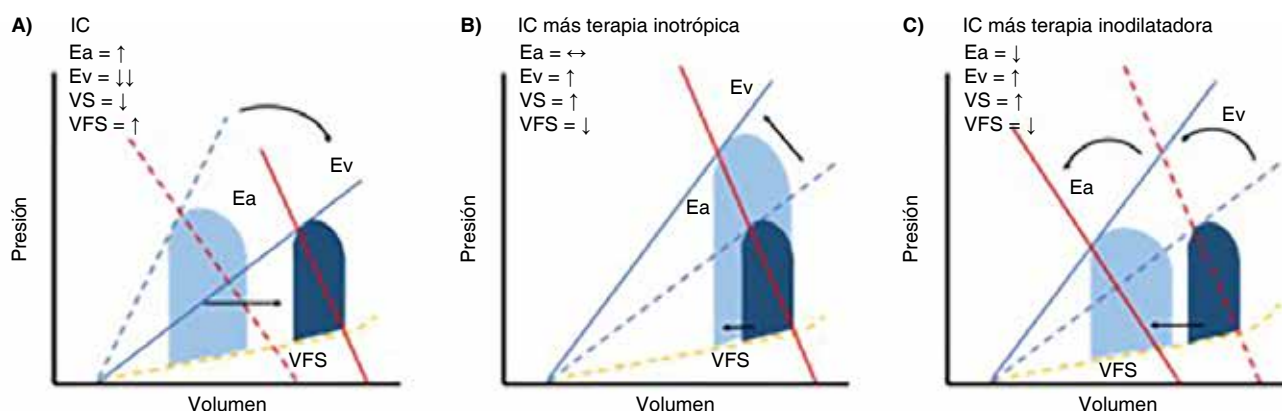 A) IC
Ea = ↑
Ev = ↓↓
VS = ↓
VFS = ↑
Ev
Ea
VFS
Presión
Volumen
B) IC más terapia inotrópica
Ea = ↔
Ev = ↑
VS = ↑
VFS = ↓
Ev
Ea
VFS
Presión
Volumen
C) IC más terapia inodilatadora
Ea = ↓
Ev = ↑
VS = ↑
VFS = ↓
Ev
Ea
VFS
Presión
Volumen